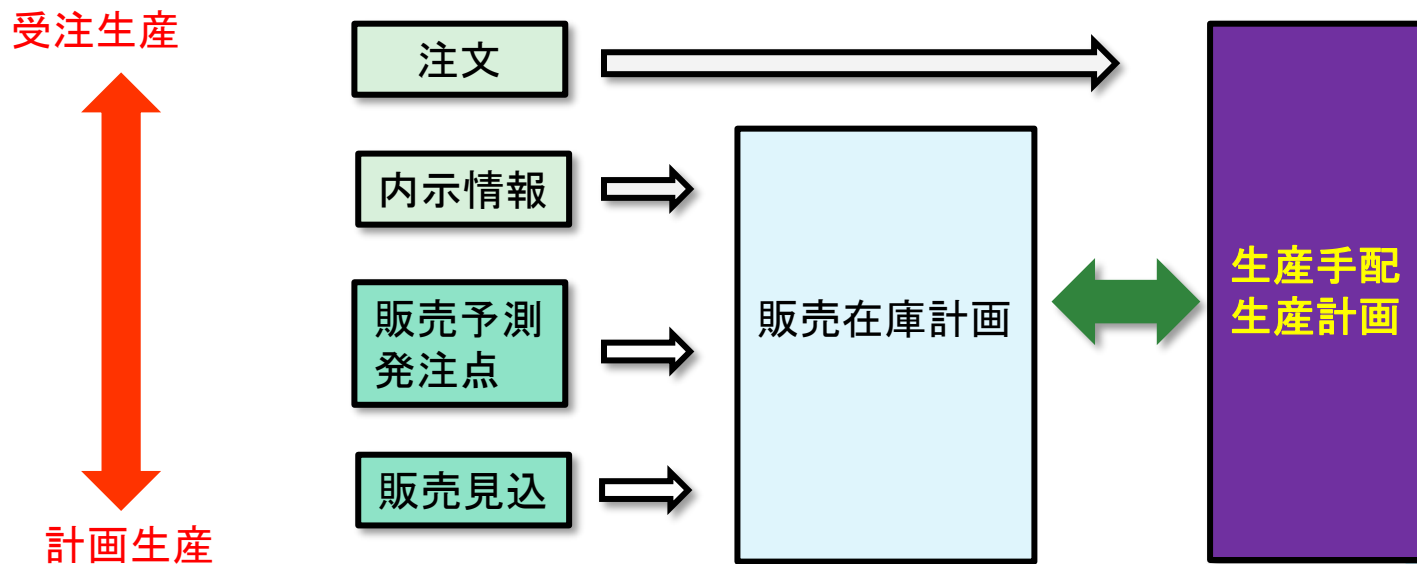 受注生産
注文
内示情報
販売予測
発注点
販売見込
計画生産
販売在庫計画
生産手配
生産計画